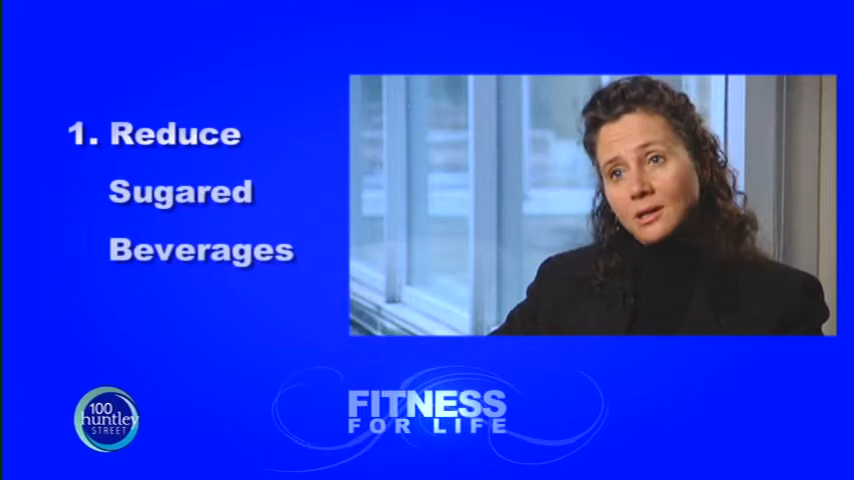 1. Reduce
Sugared
Beverages
100
huntley
STREET
FITNESS
FOR LIFE